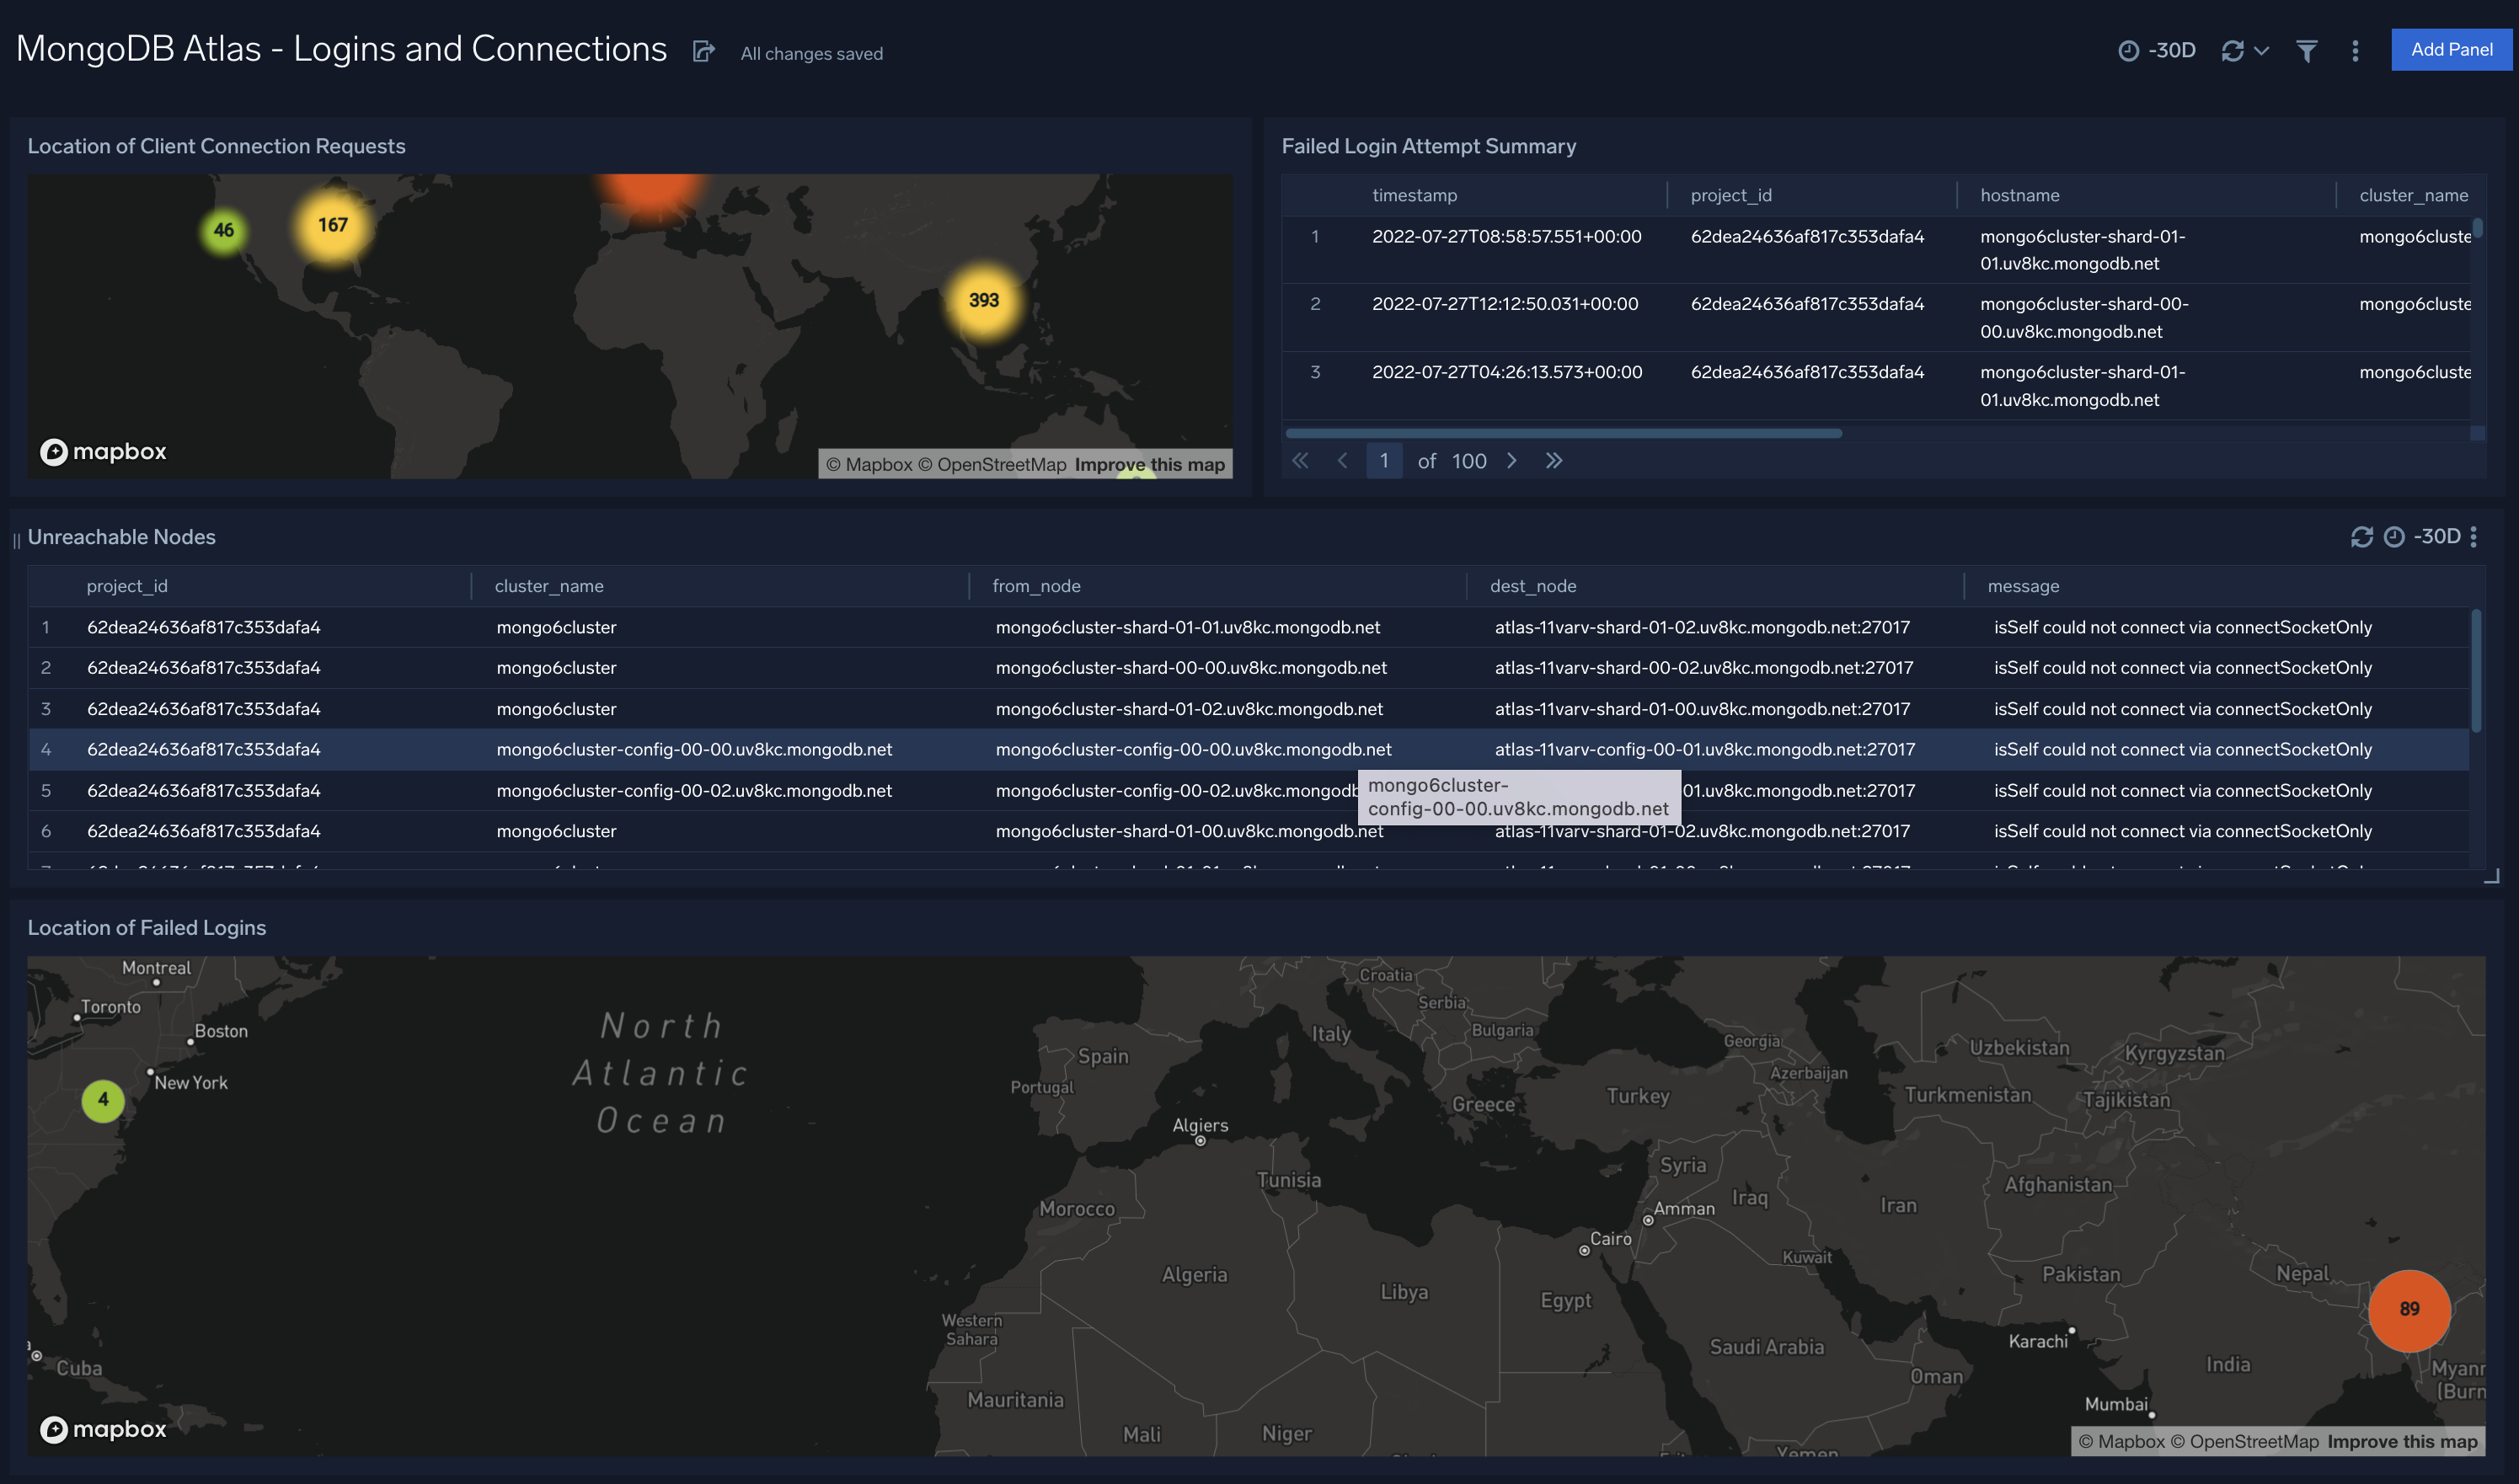 MongoDB Atlas - Logins and Connections
All changes saved
-30D
Add Panel
Location of Client Connection Requests
46
167
393
mapbox
© Mapbox © OpenStreetMap Improve this map
Failed Login Attempt Summary
timestamp project_id hostname cluster_name
1 2022-07-27T08:58:57.551+00:00 62dea24636af817c353dafa4 mongo6cluster-shard-01- mongo6cluste
01.uv8kc.mongodb.net
2 2022-07-27T12:12:50.031+00:00 62dea24636af817c353dafa4 mongo6cluster-shard-00- mongo6cluste
00.uv8kc.mongodb.net
3 2022-07-27T04:26:13.573+00:00 62dea24636af817c353dafa4 mongo6cluster-shard-01- mongo6cluste
01.uv8kc.mongodb.net
1 of 100
Unreachable Nodes
-30D
project_id cluster_name from_node dest_node message
1 62dea24636af817c353dafa4 mongo6cluster mongo6cluster-shard-01-01.uv8kc.mongodb.net atlas-11varv-shard-01-02.uv8kc.mongodb.net:27017 isSelf could not connect via connectSocketOnly
2 62dea24636af817c353dafa4 mongo6cluster mongo6cluster-shard-00-00.uv8kc.mongodb.net atlas-11varv-shard-00-02.uv8kc.mongodb.net:27017 isSelf could not connect via connectSocketOnly
3 62dea24636af817c353dafa4 mongo6cluster mongo6cluster-shard-01-02.uv8kc.mongodb.net atlas-11varv-shard-01-00.uv8kc.mongodb.net:27017 isSelf could not connect via connectSocketOnly
4 62dea24636af817c353dafa4 mongo6cluster-config-00-00.uv8kc.mongodb.net mongo6cluster-config-00-00.uv8kc.mongodb.net atlas-11varv-config-00-01.uv8kc.mongodb.net:27017 isSelf could not connect via connectSocketOnly
5 62dea24636af817c353dafa4 mongo6cluster-config-00-02.uv8kc.mongodb.net mongo6cluster-config-00-02.uv8kc.mongodb 01.uv8kc.mongodb.net:27017 isSelf could not connect via connectSocketOnly
mongo6cluster-
config-00-00.uv8kc.mongodb.net
6 62dea24636af817c353dafa4 mongo6cluster mongo6cluster-shard-01-00.uv8kc.mongodb.net atlas-11varv-shard-01-02.uv8kc.mongodb.net:27017 isSelf could not connect via connectSocketOnly
Location of Failed Logins
Montreal
Toronto
Boston
New York
4
North
Atlantic
Ocean
Croatia
Serbia
Bulgaria
Italy
Spain
Portugal
Georgia
Azerbaijan
Uzbekistan
Kyrgyzstan
Turkmenistan
Tajikistan
Turkey
Greece
Algiers
Tunisia
Morocco
Syria
Iraq
Iran
Afghanistan
Amman
Cairo
Kuwait
Algeria
Libya
Egypt
Pakistan
Nepal
Western
Sahara
Saudi Arabia
Karachi
89
Cuba
India
Oman
Mauritania
Mumbai
Mali
Niger
Yemen
mapbox
© Mapbox © OpenStreetMap Improve this map